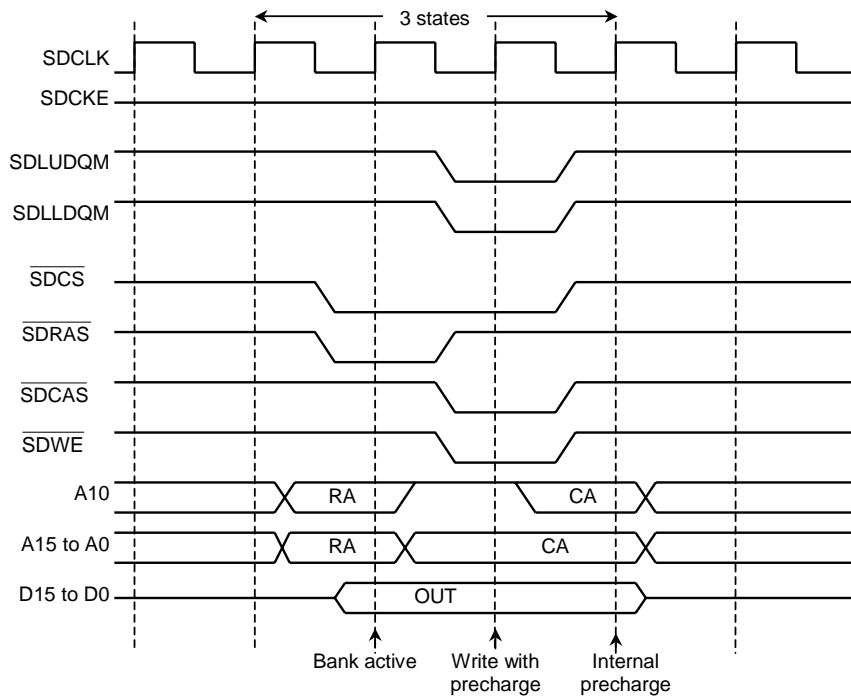 3 states
SDCLK
SDCKE
SDLUDQM
SDLLDQM
SDCS
SDRAS
SDCAS
SDWE
A10
RA
CA
A15 to A0
RA
CA
D15 to D0
OUT
Bank active
Write with
precharge
Internal
precharge